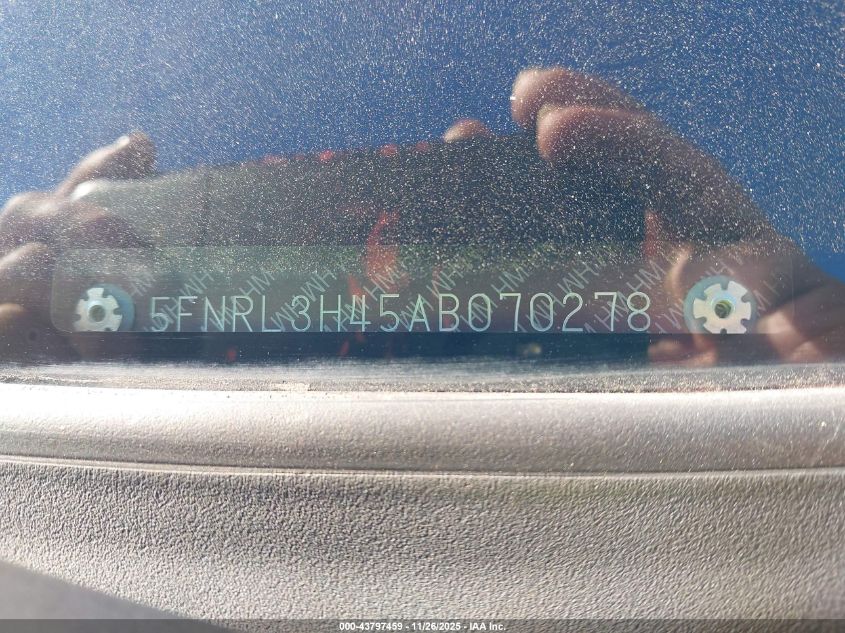 5FNRL3H45AB070278
000-43797459 - 11/26/2025 - IAA Inc.